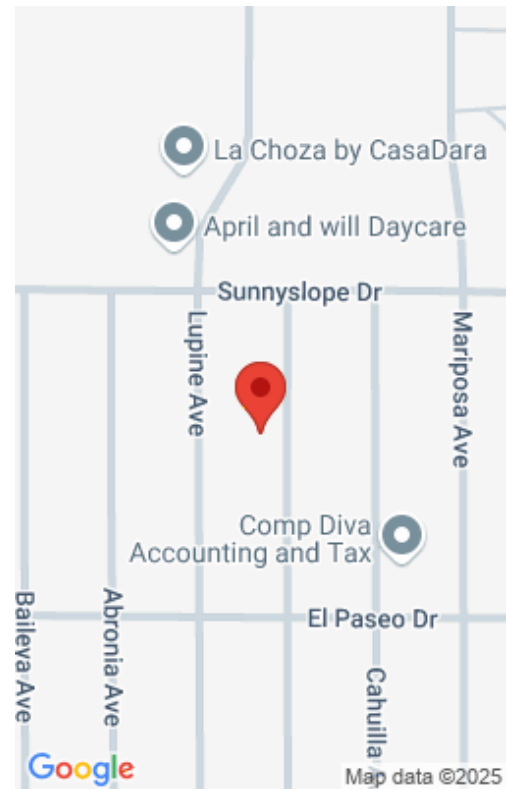 La Choza by CasaDara
April and will Daycare
Sunnyslope Dr
Lupine Ave
Mariposa Ave
Comp Diva
Accounting and Tax
Baileya Ave
Abronia Ave
El Paseo Dr
Cahuilla
Google
Map data ©2025